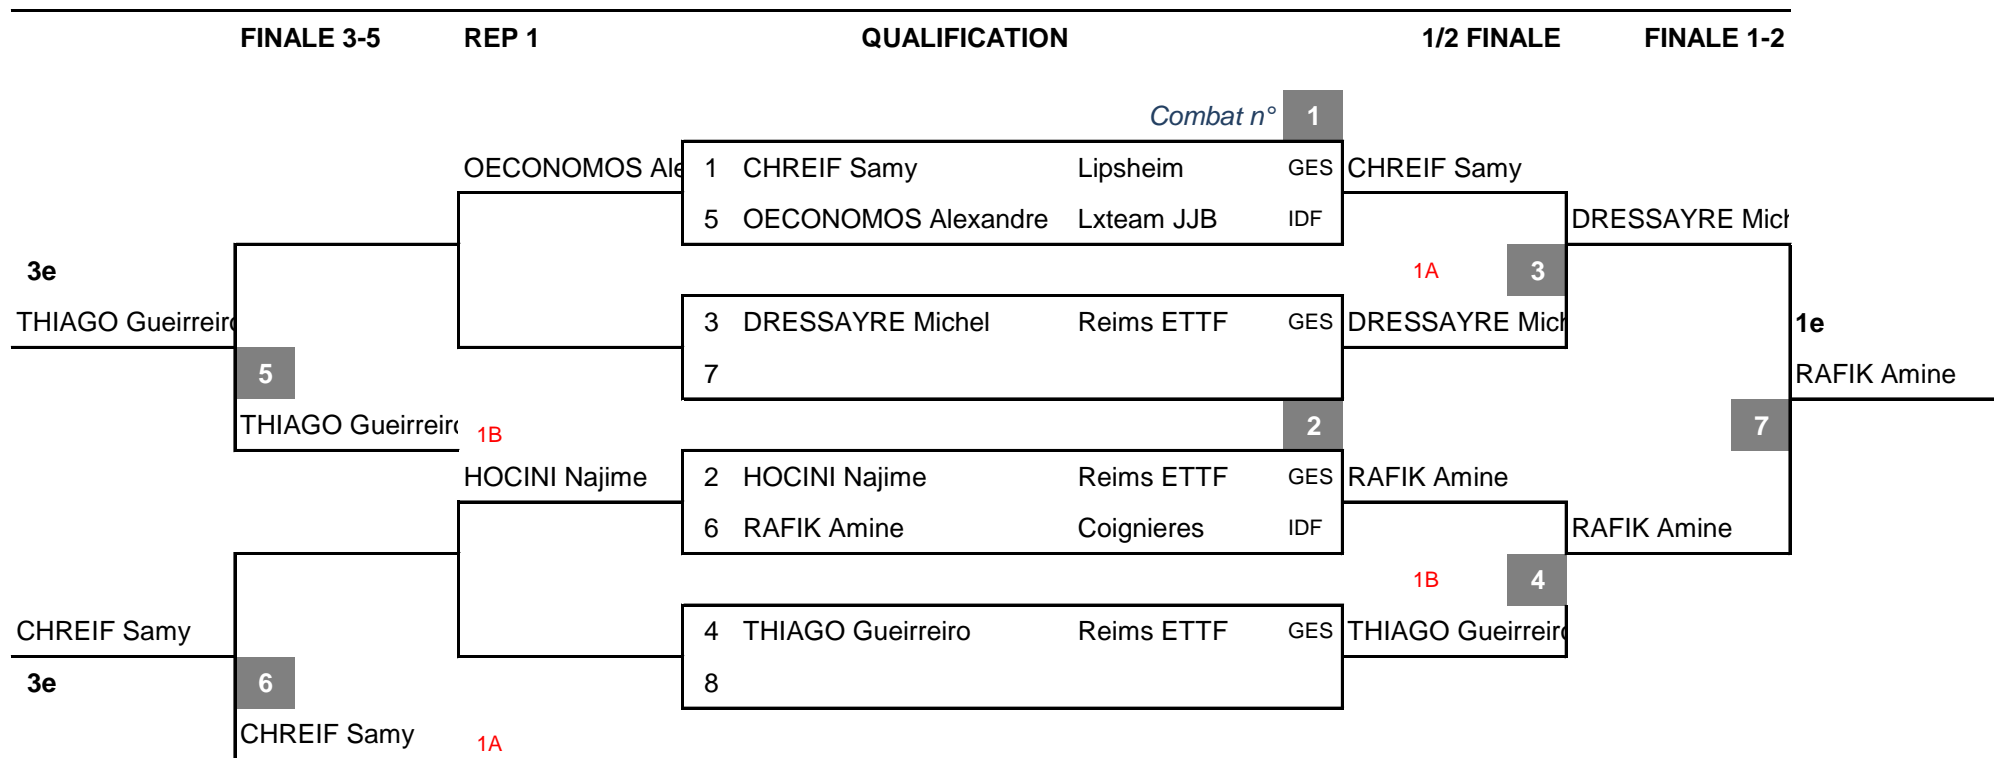 FINALE 3-5 REP 1 QUALIFICATION 1/2 FINALE FINALE 1-2
Combat n° 1
OECONOMOS Ale 1 CHREIF Samy Lipsheim GES CHREIF Samy
5 OECONOMOS Alexandre Lxteam JJB IDF DRESSAYRE Mich
3e 1A 3
THIAGO Gueirreiro 3 DRESSAYRE Michel Reims ETTF GES DRESSAYRE Mich 1e
5 7 RAFIK Amine
THIAGO Gueirreiro 1B 2 7
HOCINI Najime 2 HOCINI Najime Reims ETTF GES RAFIK Amine
6 RAFIK Amine Coignieres IDF RAFIK Amine
1B 4
CHREIF Samy 4 THIAGO Gueirreiro Reims ETTF GES THIAGO Gueirreiro
3e 6 8
CHREIF Samy 1A